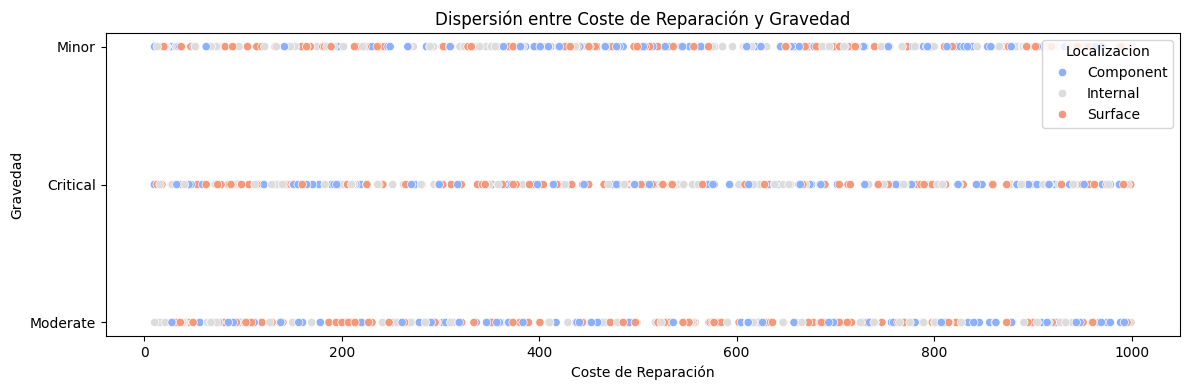 Dispersión entre Coste de Reparación y Gravedad
Minor
Critical
Moderate
Gravedad
Localizacion
Component
Internal
Surface
0
200
400
600
800
1000
Coste de Reparación